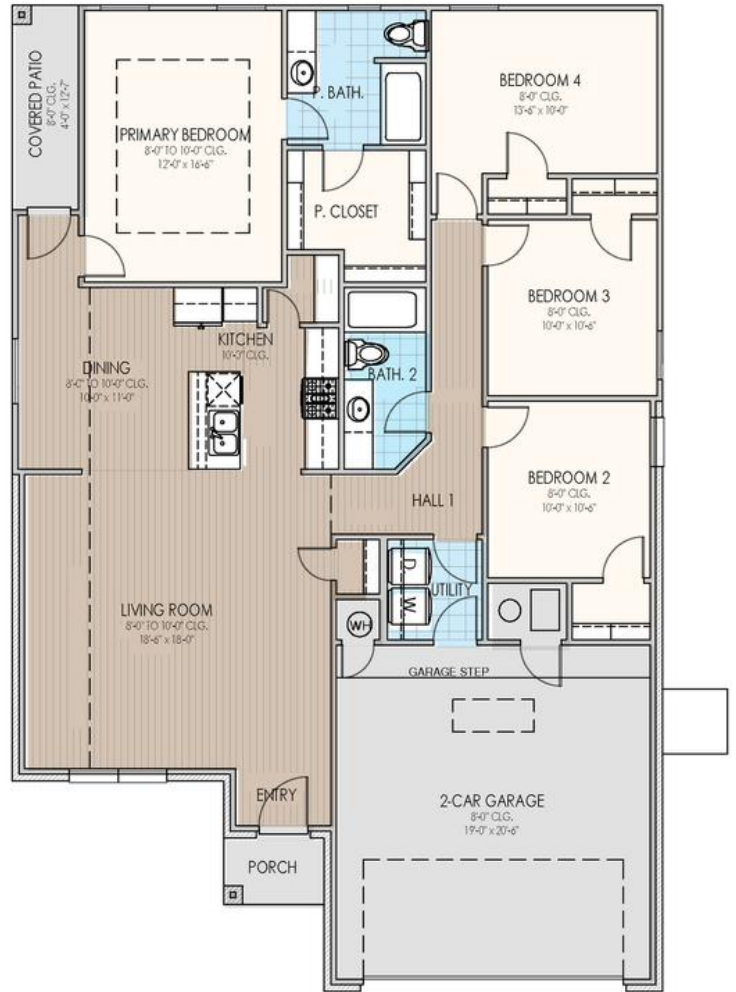 COVERED PATIO
8'-0" CLG.
4'-0" x 12'-7"
PRIMARY BEDROOM
8'-0" TO 10'-0" CLG.
12'-0" x 16'-6"
P. BATH.
BEDROOM 4
8'-0" CLG.
13'-6" x 10'-0"
P. CLOSET
BEDROOM 3
8'-0" CLG.
10'-0" x 10'-6"
KITCHEN
10'-0" CLG.
DINING
8'-0" TO 10'-0" CLG.
10'-0" x 11'-0"
BATH. 2
BEDROOM 2
8'-0" CLG.
10'-0" x 10'-6"
HALL 1
D
W
UTILITY
LIVING ROOM
8'-0" TO 10'-0" CLG.
18'-6" x 18'-0"
WH
GARAGE STEP
ENTRY
2-CAR GARAGE
8'-0" CLG.
19'-0" x 20'-6"
PORCH